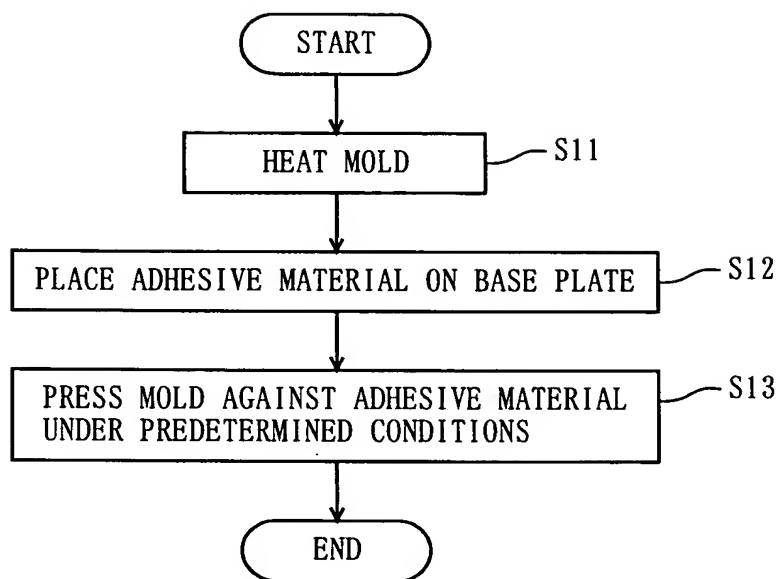 START
HEAT MOLD
S11
PLACE ADHESIVE MATERIAL ON BASE PLATE
S12
PRESS MOLD AGAINST ADHESIVE MATERIAL
UNDER PREDETERMINED CONDITIONS
S13
END